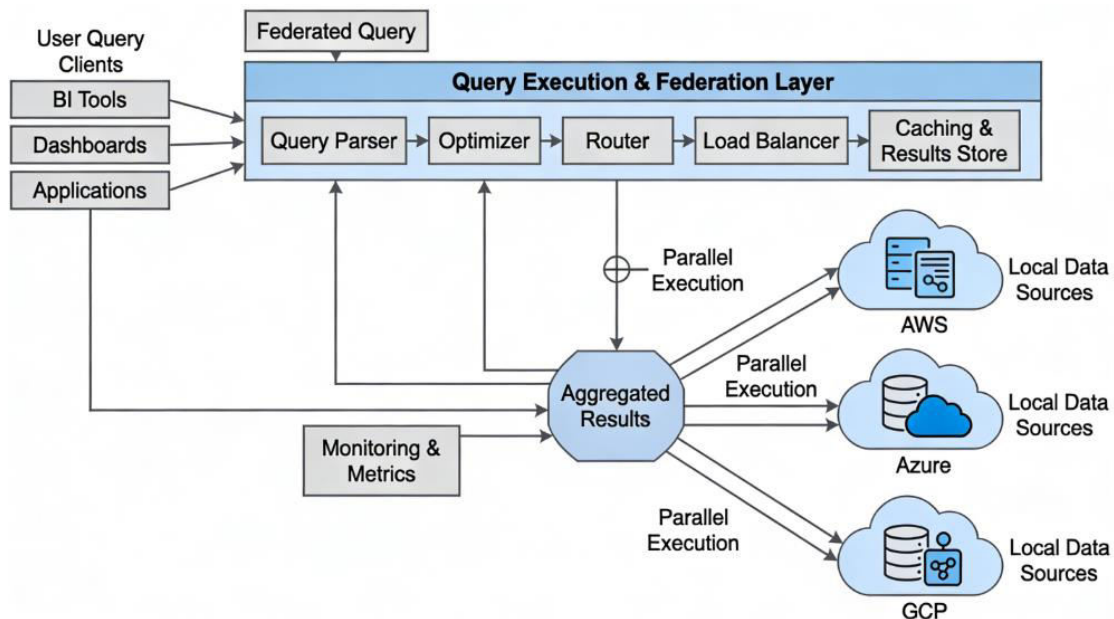 Federated Query
User Query
Clients
BI Tools
Dashboards
Applications
Query Execution & Federation Layer
Query Parser
Optimizer
Router
Load Balancer
Caching &
Results Store
Parallel
Execution
AWS
Local Data
Sources
Aggregated
Results
Parallel
Execution
Azure
Local Data
Sources
Monitoring &
Metrics
Parallel
Execution
GCP
Local Data
Sources